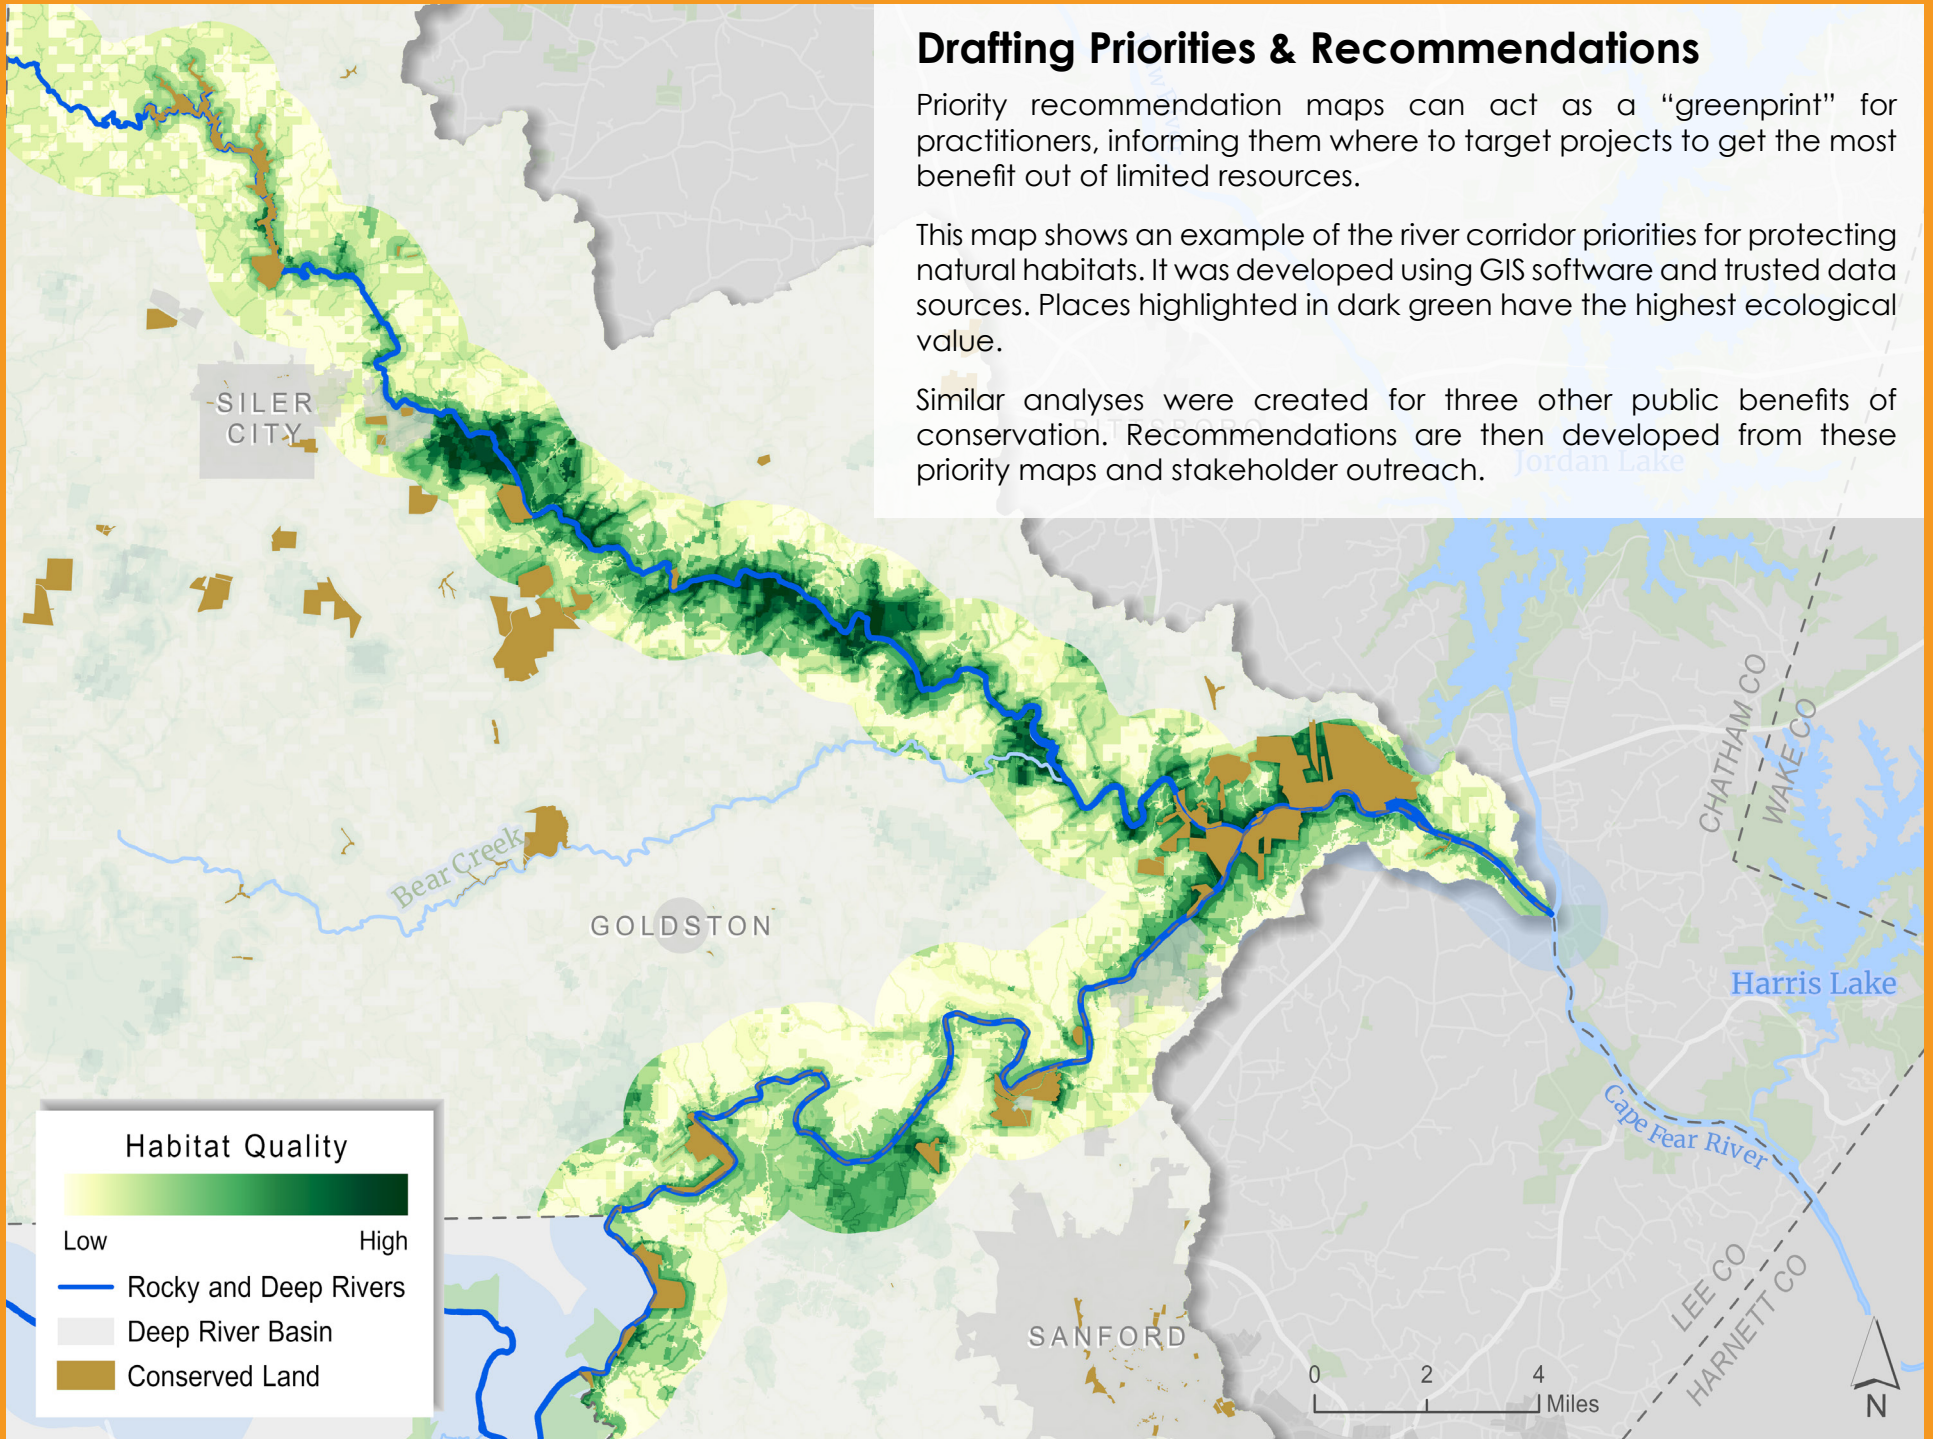 Drafting Priorities & Recommendations
Priority recommendation maps can act as a “greenprint” for
practitioners, informing them where to target projects to get the most
benefit out of limited resources.
This map shows an example of the river corridor priorities for protecting
natural habitats. It was developed using GIS software and trusted data
sources. Places highlighted in dark green have the highest ecological
value.
Similar analyses were created for three other public benefits of
conservation. Recommendations are then developed from these
priority maps and stakeholder outreach.
Jordan Lake
SILER
CITY
CHATHAM CO
WAKE CO
Bear Creek
GOLDSTON
Harris Lake
Cape Fear River
Habitat Quality
Low
High
Rocky and Deep Rivers
Deep River Basin
Conserved Land
SANFORD
LEE CO
HARNETT CO
0
2
4
Miles
N